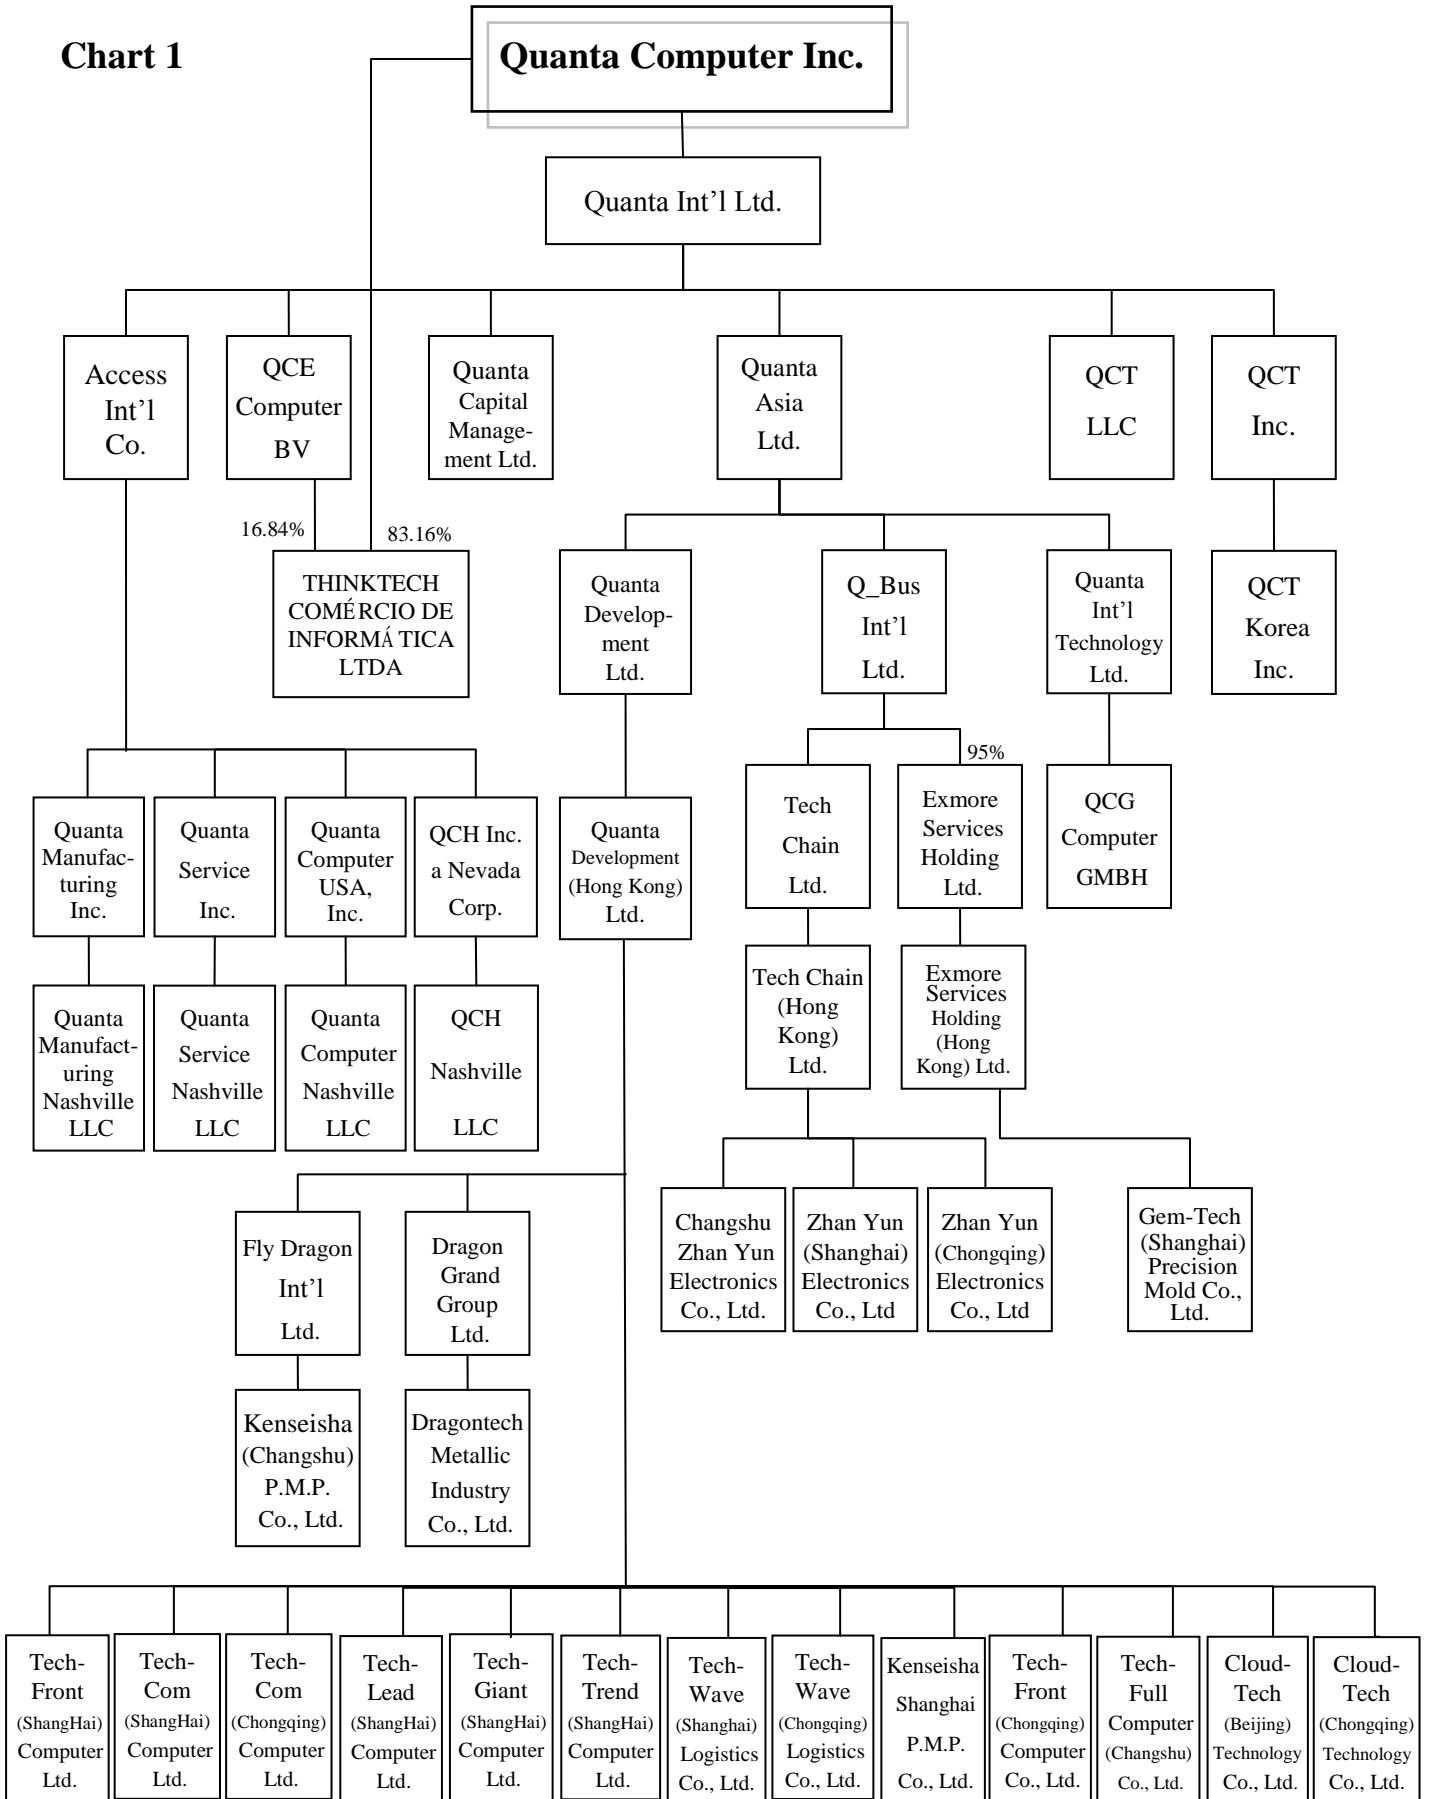 Chart 1
Quanta Computer Inc.
Quanta Int’l Ltd.
Access
Int’l
Co.
QCE
Computer
BV
Quanta
Capital
Manage-
ment Ltd.
Quanta
Asia
Ltd.
QCT
LLC
QCT
Inc.
16.84%
83.16%
THINKTECH
COMÉRCIO DE
INFORMÁTICA
LTDA
Quanta
Develop-
ment
Ltd.
Q_Bus
Int’l
Ltd.
Quanta
Int’l
Technology
Ltd.
QCT
Korea
Inc.
95%
Quanta
Manufac-
turing
Inc.
Quanta
Service
Inc.
Quanta
Computer
USA,
Inc.
QCH Inc.
a Nevada
Corp.
Quanta
Development
(Hong Kong)
Ltd.
Tech
Chain
Ltd.
Exmore
Services
Holding
Ltd.
QCG
Computer
GMBH
Quanta
Manufact-
uring
Nashville
LLC
Quanta
Service
Nashville
LLC
Quanta
Computer
Nashville
LLC
QCH
Nashville
LLC
Tech Chain
(Hong
Kong)
Ltd.
Exmore
Services
Holding
(Hong
Kong) Ltd.
Fly Dragon
Int’l
Ltd.
Dragon
Grand
Group
Ltd.
Changshu
Zhan Yun
Electronics
Co., Ltd.
Zhan Yun
(Shanghai)
Electronics
Co., Ltd
Zhan Yun
(Chongqing)
Electronics
Co., Ltd
Gem-Tech
(Shanghai)
Precision
Mold Co.,
Ltd.
Kenseisha
(Changshu)
P.M.P.
Co., Ltd.
Dragontech
Metallic
Industry
Co., Ltd.
Tech-
Front
(ShangHai)
Computer
Ltd.
Tech-
Com
(ShangHai)
Computer
Ltd.
Tech-
Com
(Chongqing)
Computer
Ltd.
Tech-
Lead
(ShangHai)
Computer
Ltd.
Tech-
Giant
(ShangHai)
Computer
Ltd.
Tech-
Trend
(ShangHai)
Computer
Ltd.
Tech-
Wave
(Shanghai)
Logistics
Co., Ltd.
Tech-
Wave
(Chongqing)
Logistics
Co., Ltd.
Kenseisha
Shanghai
P.M.P.
Co., Ltd.
Tech-
Front
(Chongqing)
Computer
Co., Ltd.
Tech-
Full
Computer
(Changshu)
Co., Ltd.
Cloud-
Tech
(Beijing)
Technology
Co., Ltd.
Cloud-
Tech
(Chongqing)
Technology
Co., Ltd.